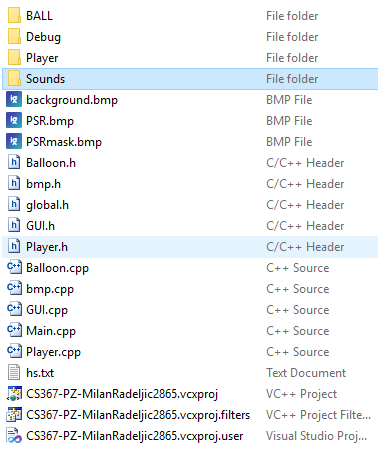 BALL File folder
Debug File folder
Player File folder
Sounds File folder
background.bmp BMP File
PSR.bmp BMP File
PSRmask.bmp BMP File
Balloon.h C/C++ Header
bmp.h C/C++ Header
global.h C/C++ Header
GUI.h C/C++ Header
Player.h C/C++ Header
Balloon.cpp C++ Source
bmp.cpp C++ Source
GUI.cpp C++ Source
Main.cpp C++ Source
Player.cpp C++ Source
hs.txt Text Document
CS367-PZ-MilanRadeljic2865.vcxproj VC++ Project
CS367-PZ-MilanRadeljic2865.vcxproj.filters VC++ Project Filte...
CS367-PZ-MilanRadeljic2865.vcxproj.user Visual Studio Proj...